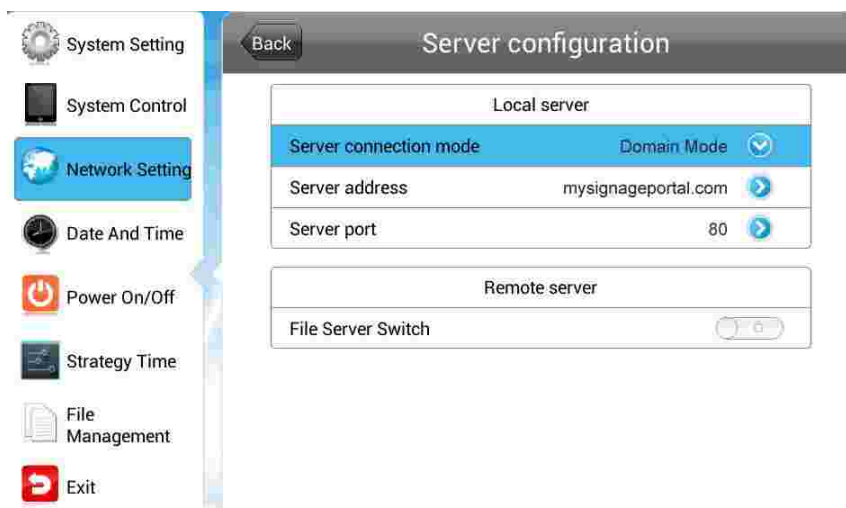 System Setting
System Control
Network Setting
Date And Time
Power On/Off
Strategy Time
File
Management
Exit
Back
Server configuration
Local server
Server connection mode Domain Mode
Server address mysignageportal.com
Server port 80
Remote server
File Server Switch